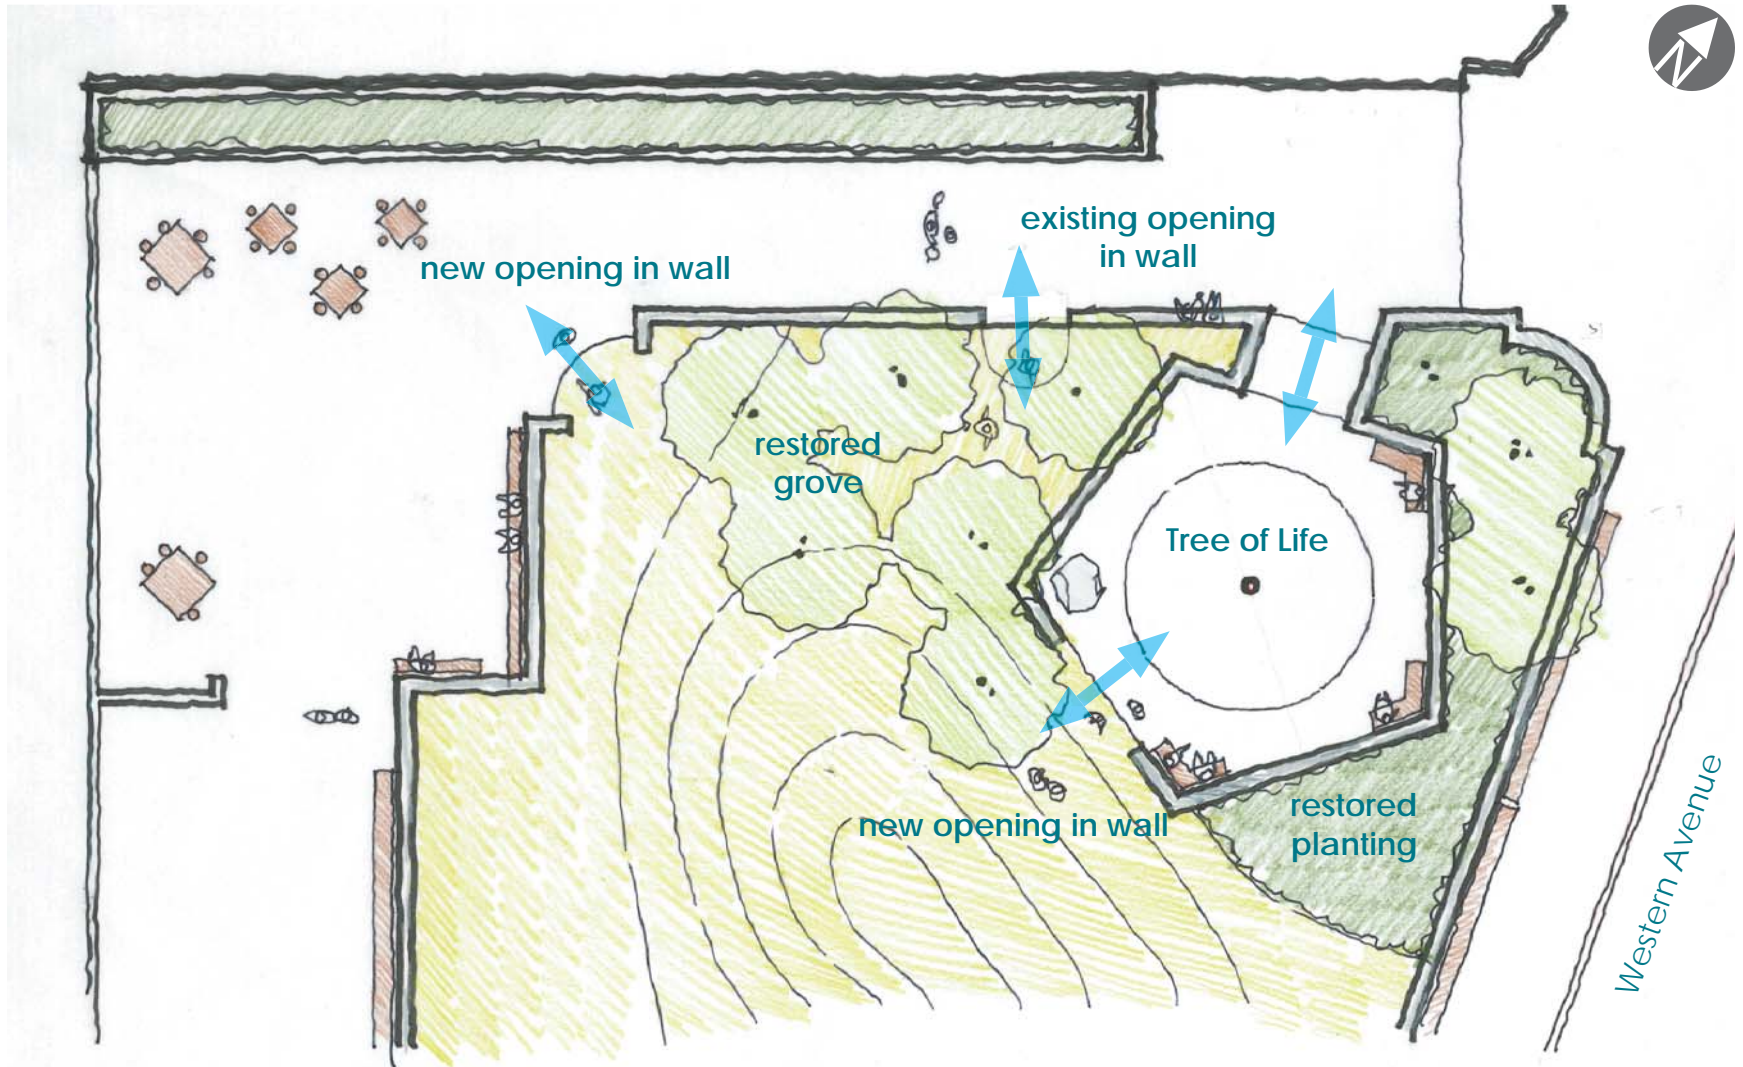 N
existing opening
in wall
new opening in wall
restored
grove
Tree of Life
new opening in wall
restored
planting
Western Avenue